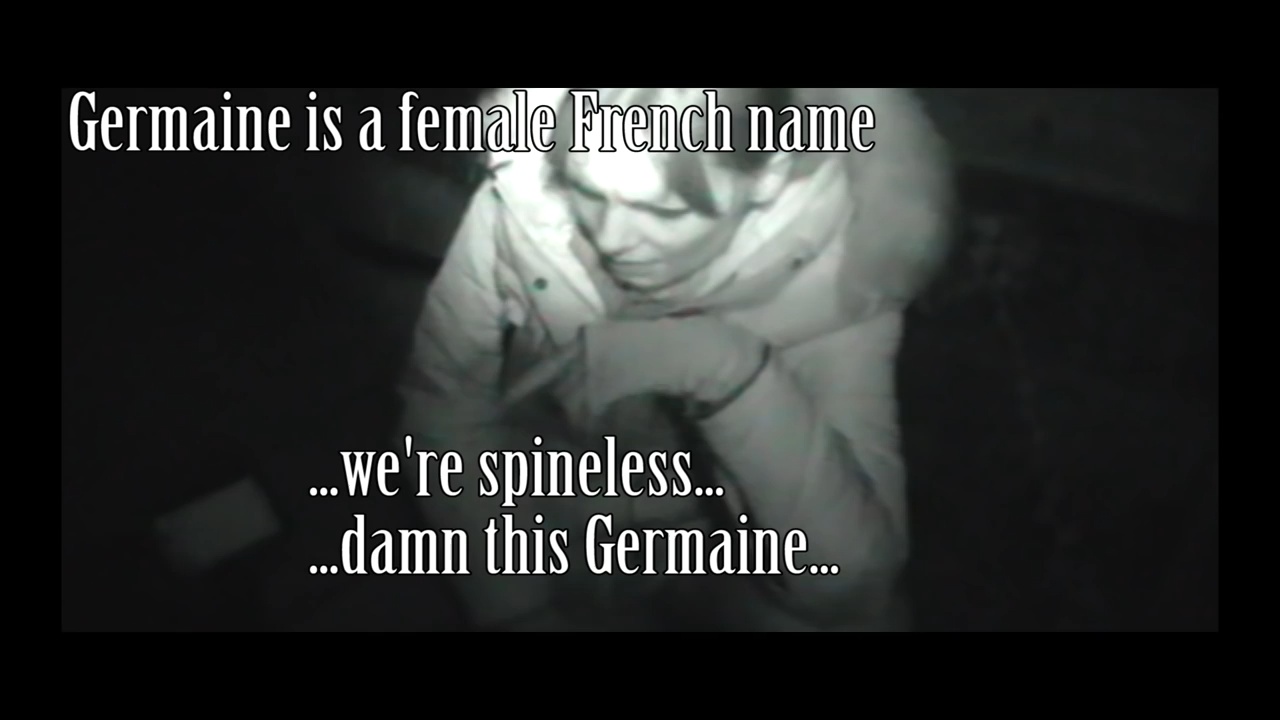 Germaine is a female French name
...we're spineless...
...damn this Germaine...